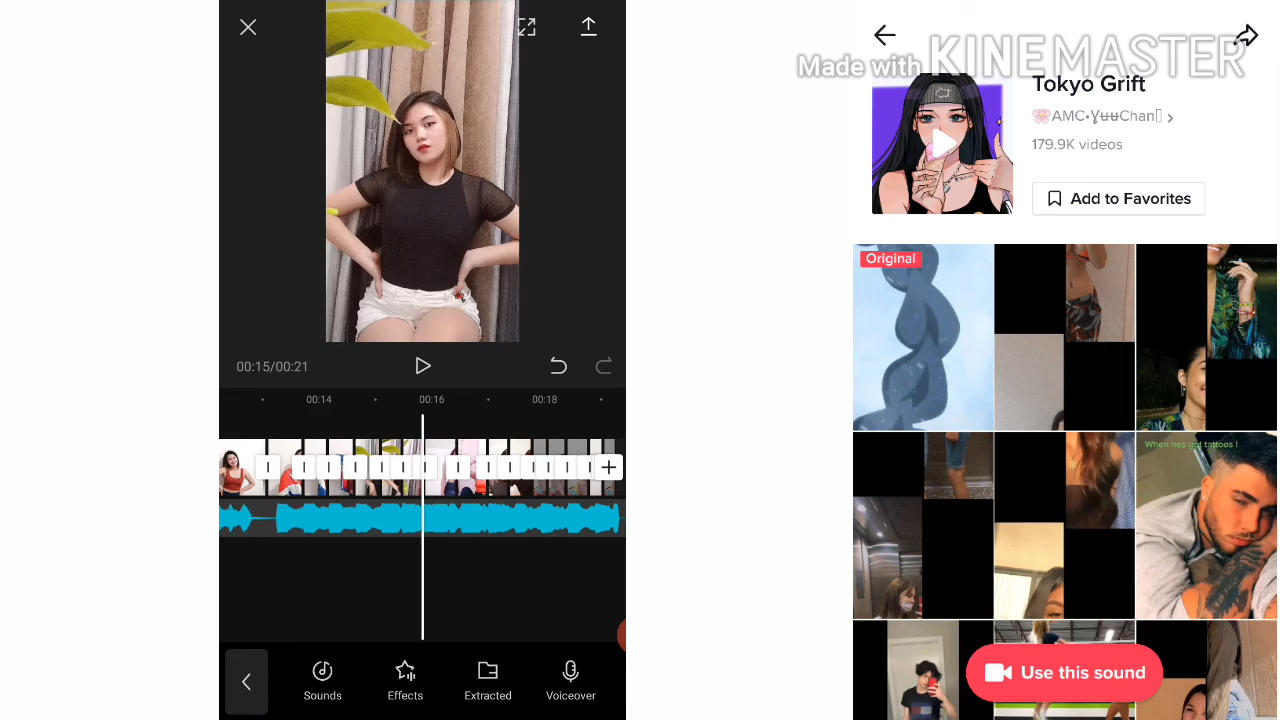 00:15/00:21
00:14
00:16
00:18
Sounds
Effects
Extracted
Voiceover
Made with KINEMASTER
Tokyo Grift
🌸AMC•ƔʉʉChan
179.9K videos
Add to Favorites
Original
When hes got tattoos !
Use this sound